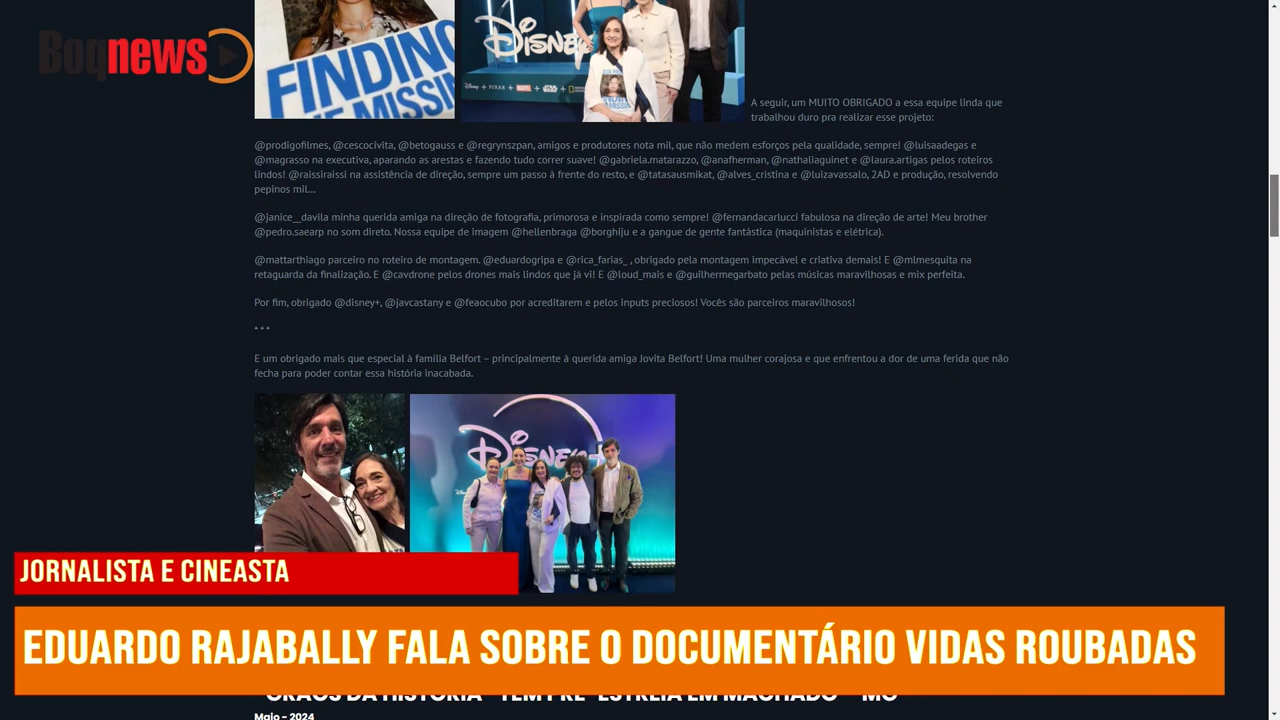 Boqnews
FINDING
E MISSIN
DISNEP
Disney + PIXAR + MARVEL + STAR WARS + NATIONAL GEOGRAPHIC
A seguir, um MUITO OBRIGADO a essa equipe linda que
trabalhou duro pra realizar esse projeto:
@prodigofilmes, @cescocivita, @betogauss e @regrynszpan, amigos e produtores nota mil, que não medem esforços pela qualidade, sempre! @luisaadegas e
@magrasso na executiva, aparando as arestas e fazendo tudo correr suave! @gabriela.matarazzo, @anafherman, @nathaliaguinet e @laura.artigas pelos roteiros
lindos! @raissiraissi na assistência de direção, sempre um passo à frente do resto, e @tatasausmikat, @alves_cristina e @luizavassalo, 2AD e produção, resolvendo
pepinos mil...
@janice__davila minha querida amiga na direção de fotografia, primorosa e inspirada como sempre! @fernandacarlucci fabulosa na direção de arte! Meu brother
@pedro.saearp no som direto. Nossa equipe de imagem @hellenbraga @borghiju e a gangue de gente fantástica (maquinistas e elétrica).
@mattarthiago parceiro no roteiro de montagem. @eduardogripa e @rica_farias_ , obrigado pela montagem impecável e criativa demais! E @mlmesquita na
retaguarda da finalização. E @cavdrone pelos drones mais lindos que já vi! E @loud_mais e @guilhermegarbato pelas músicas maravilhosas e mix perfeita.
Por fim, obrigado @disney+, @javcastany e @feaocubo por acreditarem e pelos inputs preciosos! Vocês são parceiros maravilhosos!
* * *
E um obrigado mais que especial à família Belfort – principalmente à querida amiga Jovita Belfort! Uma mulher corajosa e que enfrentou a dor de uma ferida que não
fecha para poder contar essa história inacabada.
DISNEP
JORNALISTA E CINEASTA
EDUARDO RAJABALLY FALA SOBRE O DOCUMENTÁRIO VIDAS ROUBADAS
Maio - 2024